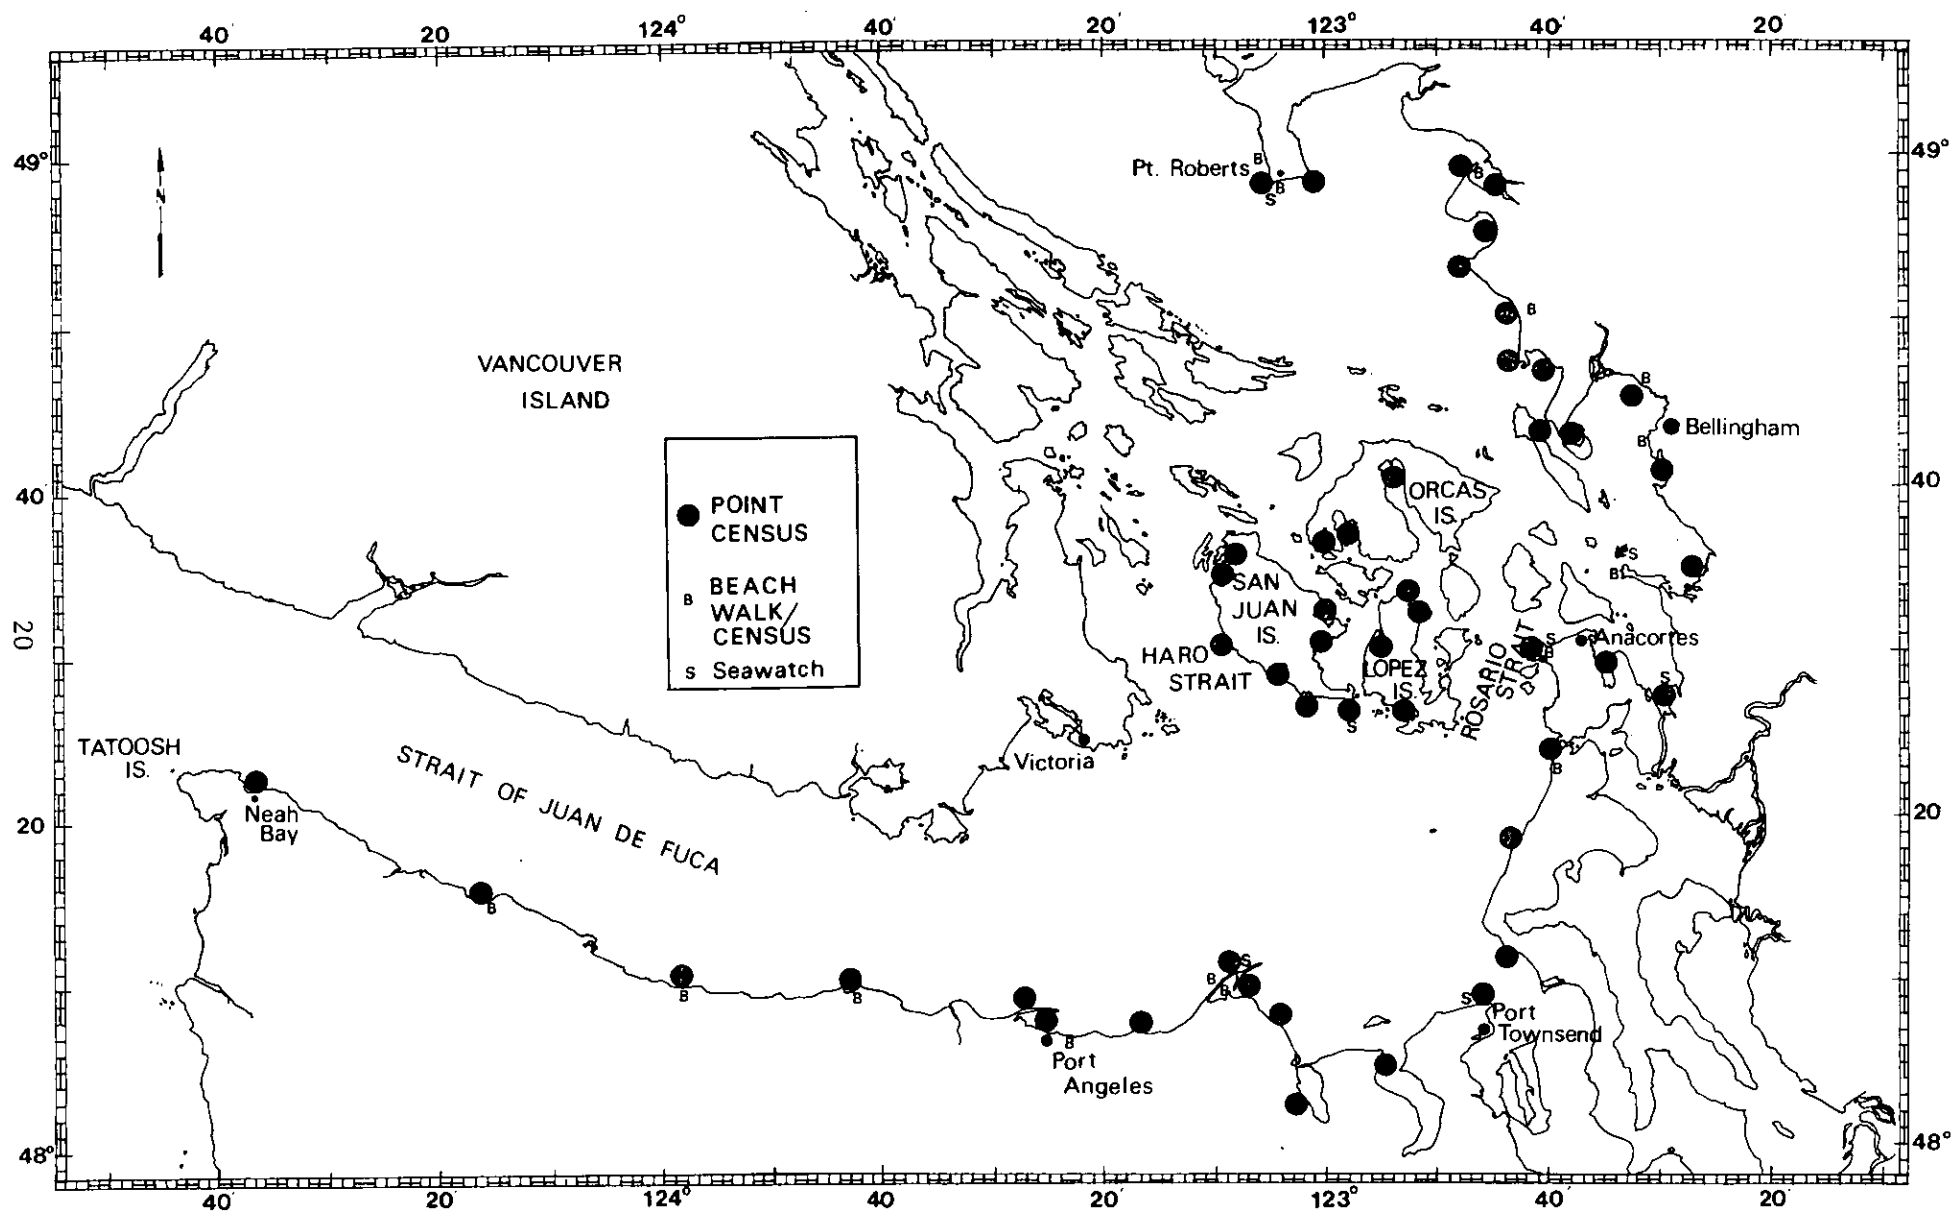 40' 20' 124° 40' 20' 123° 40' 20'
49° 49°
N
Pt. Roberts B
B
S
B
B
VANCOUVER
ISLAND
B
Bellingham
B
40' 40'
ORCAS
IS.
POINT
CENSUS
B BEACH
WALK/
CENSUS
S Seawatch
S
B
SAN
JUAN
IS.
20'
HARO
STRAIT
LOPEZ
IS.
ROSARIO
STRAIT
S
B
Anacortes
S
S
TATOOSH
IS.
STRAIT OF JUAN DE FUCA
Victoria
B
Neah
Bay
20' 20'
B
B
B
B
S
B
B
S
Port
Townsend
B
Port
Angeles
48° 48°
40' 20' 124° 40' 20' 123° 40' 20'